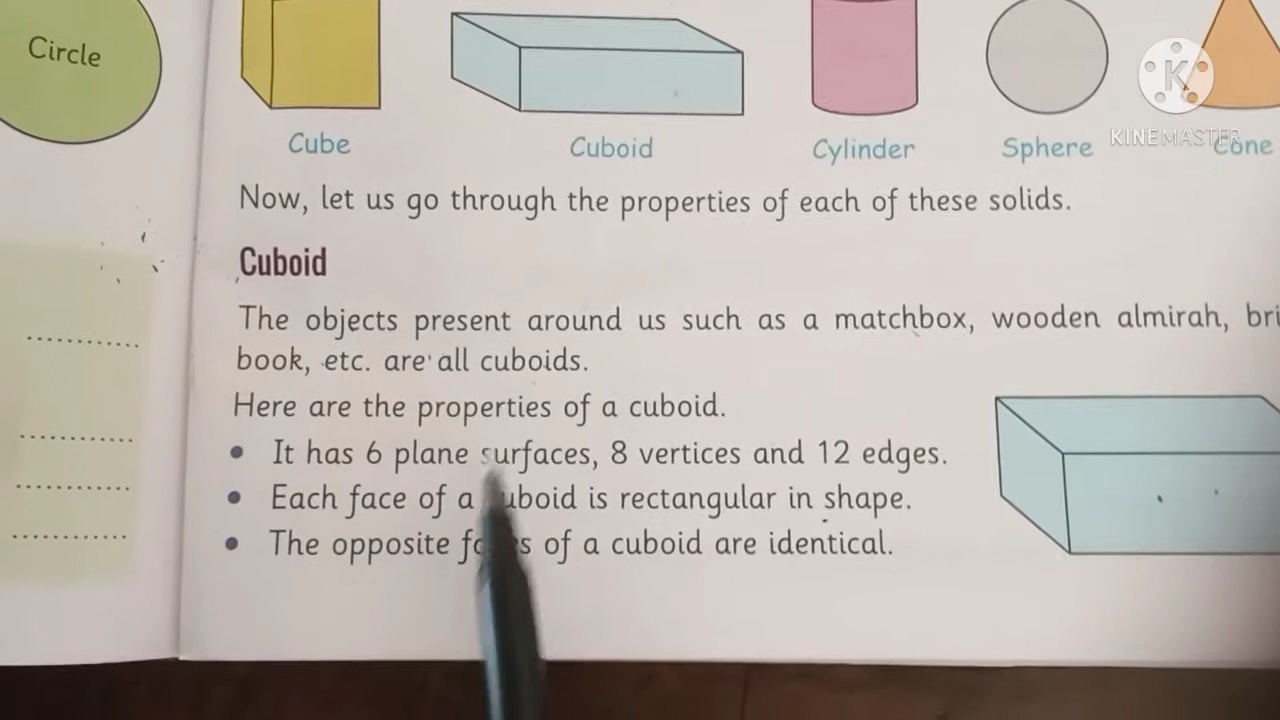 Circle
Cube
Cuboid
Cylinder
Sphere
Cone
K
KINEMASTER
Now, let us go through the properties of each of these solids.
Cuboid
The objects present around us such as a matchbox, wooden almirah, bri
book, etc. are all cuboids.
Here are the properties of a cuboid.
It has 6 plane surfaces, 8 vertices and 12 edges.
Each face of a cuboid is rectangular in shape.
The opposite faces of a cuboid are identical.